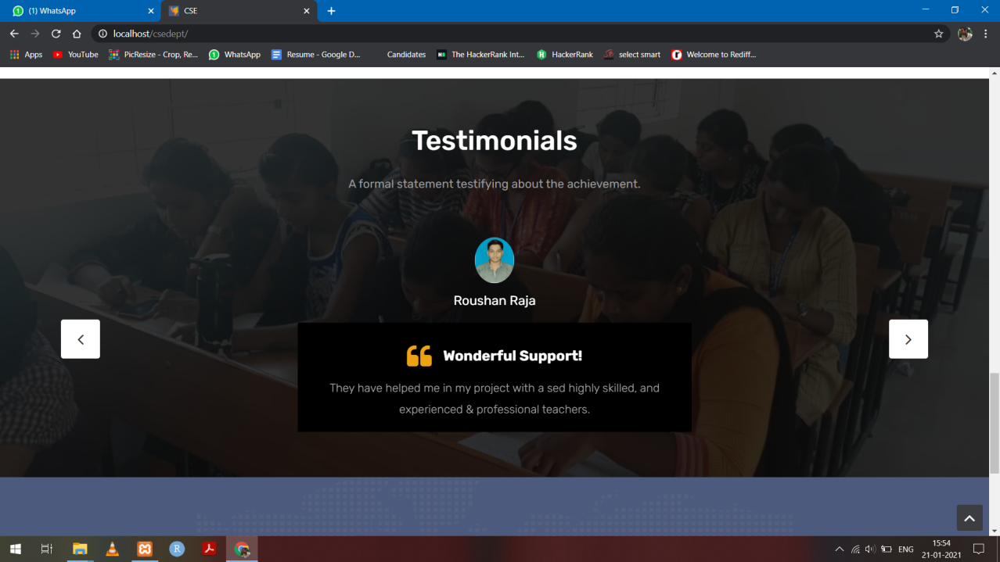 (1) WhatsApp
CSE
localhost/csedept/
Apps
YouTube
PicResize - Crop, Re...
WhatsApp
Resume - Google D...
Candidates
The HackerRank Int...
HackerRank
select smart
Welcome to Rediff...
Testimonials
A formal statement testifying about the achievement.
Roushan Raja
Wonderful Support!
They have helped me in my project with a sed highly skilled, and
experienced & professional teachers.
ENG
15:54
21-01-2021